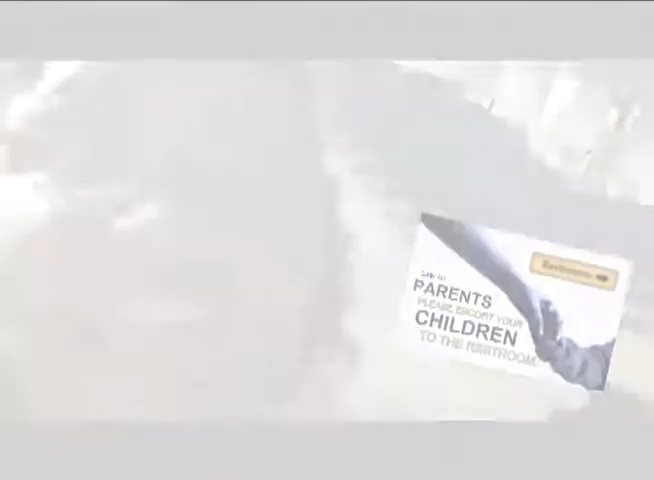 PARENTS
PLEASE ESCORT YOUR
CHILDREN
TO THE RESTROOM.